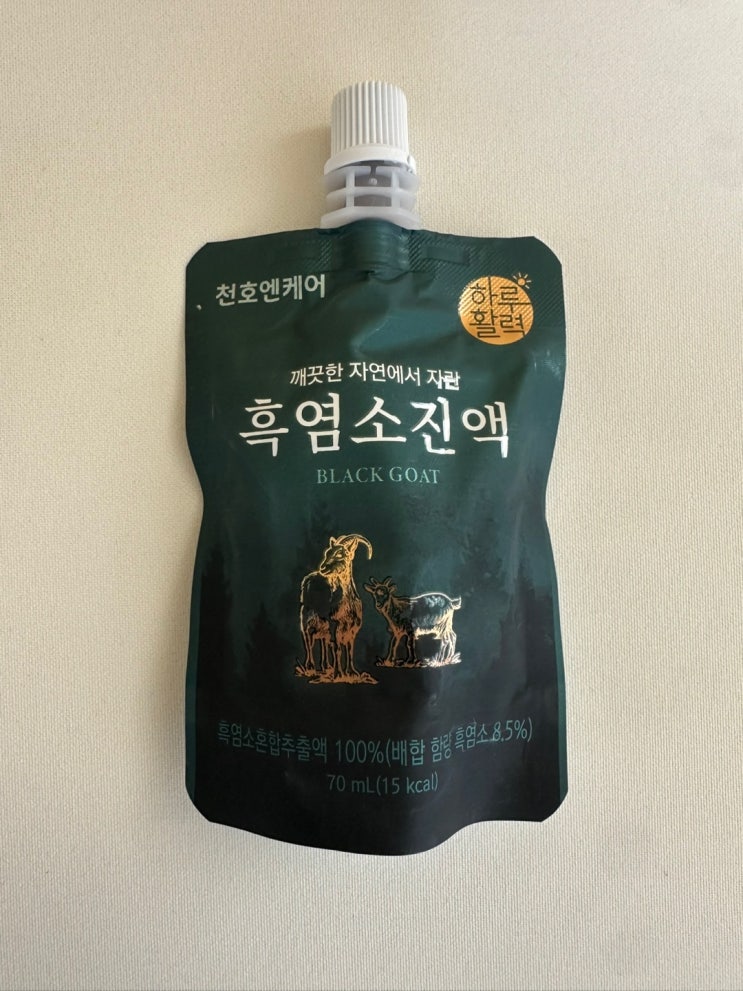 천호엔케어
하루
활력
깨끗한 자연에서 자란
흑염소진액
BLACK GOAT
흑염소혼합추출액 100%(배합 함량 흑염소 8.5%)
70 mL(15 kcal)